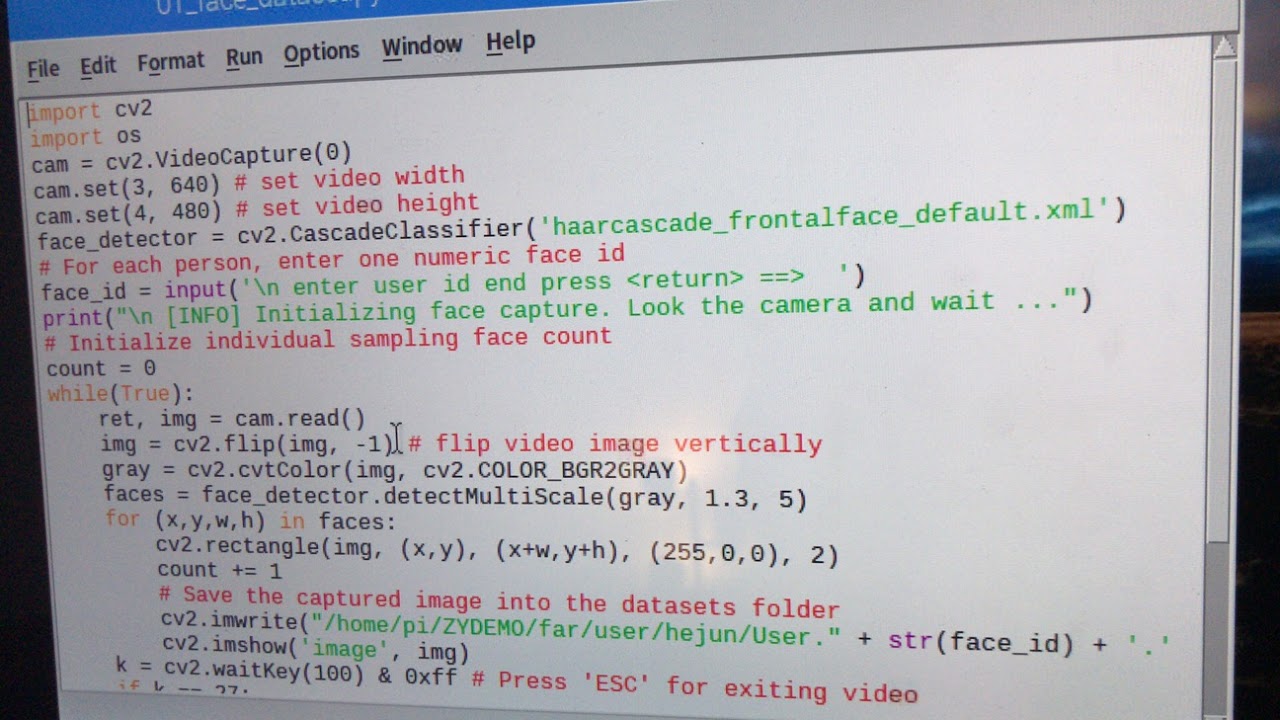 File Edit Format Run Options Window Help
import cv2
import os
cam = cv2.VideoCapture(0)
cam.set(3, 640) # set video width
cam.set(4, 480) # set video height
face_detector = cv2.CascadeClassifier('haarcascade_frontalface_default.xml')
# For each person, enter one numeric face id
face_id = input('\n enter user id end press <return> ==>  ')
print("\n [INFO] Initializing face capture. Look the camera and wait ...")
# Initialize individual sampling face count
count = 0
while(True):
    ret, img = cam.read()
    img = cv2.flip(img, -1) # flip video image vertically
    gray = cv2.cvtColor(img, cv2.COLOR_BGR2GRAY)
    faces = face_detector.detectMultiScale(gray, 1.3, 5)
    for (x,y,w,h) in faces:
        cv2.rectangle(img, (x,y), (x+w,y+h), (255,0,0), 2)
        count += 1
        # Save the captured image into the datasets folder
        cv2.imwrite("/home/pi/ZYDEMO/far/user/hejun/User." + str(face_id) + '.'
        cv2.imshow('image', img)
    k = cv2.waitKey(100) & 0xff # Press 'ESC' for exiting video
    if k == 27: